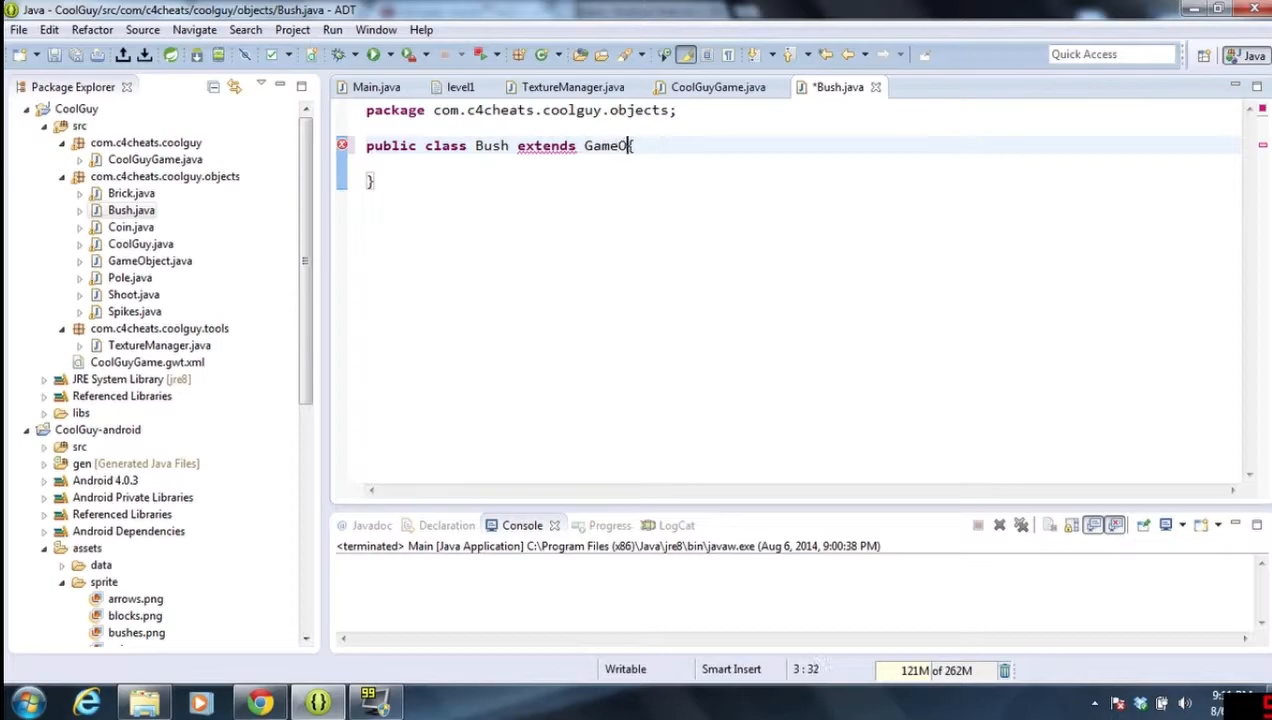 Java - CoolGuy/src/com/c4cheats/coolguy/objects/Bush.java - ADT
File Edit Refactor Source Navigate Search Project Run Window Help
Quick Access
Java
Package Explorer
Main.java level1 TextureManager.java CoolGuyGame.java *Bush.java
CoolGuy
src
com.c4cheats.coolguy
CoolGuyGame.java
com.c4cheats.coolguy.objects
Brick.java
Bush.java
Coin.java
CoolGuy.java
GameObject.java
Pole.java
Shoot.java
Spikes.java
com.c4cheats.coolguy.tools
TextureManager.java
CoolGuyGame.gwt.xml
JRE System Library [jre8]
Referenced Libraries
libs
CoolGuy-android
src
gen [Generated Java Files]
Android 4.0.3
Android Private Libraries
Referenced Libraries
Android Dependencies
assets
data
sprite
arrows.png
blocks.png
bushes.png
package com.c4cheats.coolguy.objects;
public class Bush extends GameO{
}
@ Javadoc Declaration Console Progress LogCat
<terminated> Main [Java Application] C:\Program Files (x86)\Java\jre8\bin\javaw.exe (Aug 6, 2014, 9:00:38 PM)
Writable Smart Insert 3 : 32 121M of 262M
99